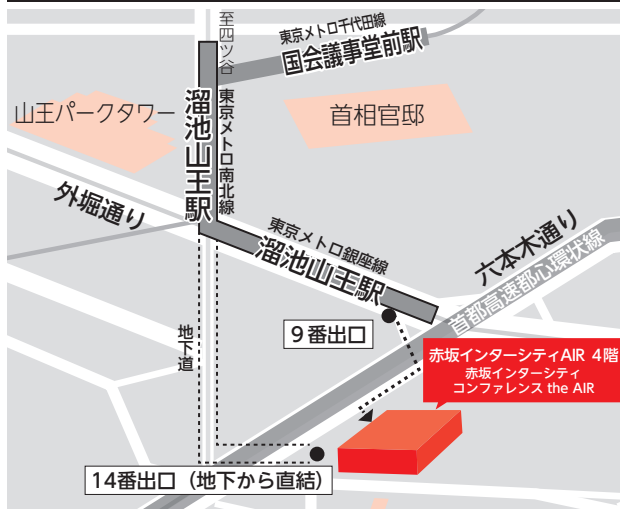 至四ツ谷
東京メトロ千代田線
国会議事堂前駅
山王パークタワー
溜池山王駅
東京メトロ南北線
首相官邸
外堀通り
東京メトロ銀座線
溜池山王駅
六本木通り
首都高速都心環状線
地下道
9番出口
赤坂インターシティAIR 4階
赤坂インターシティ
コンファレンス the AIR
14番出口（地下から直結）